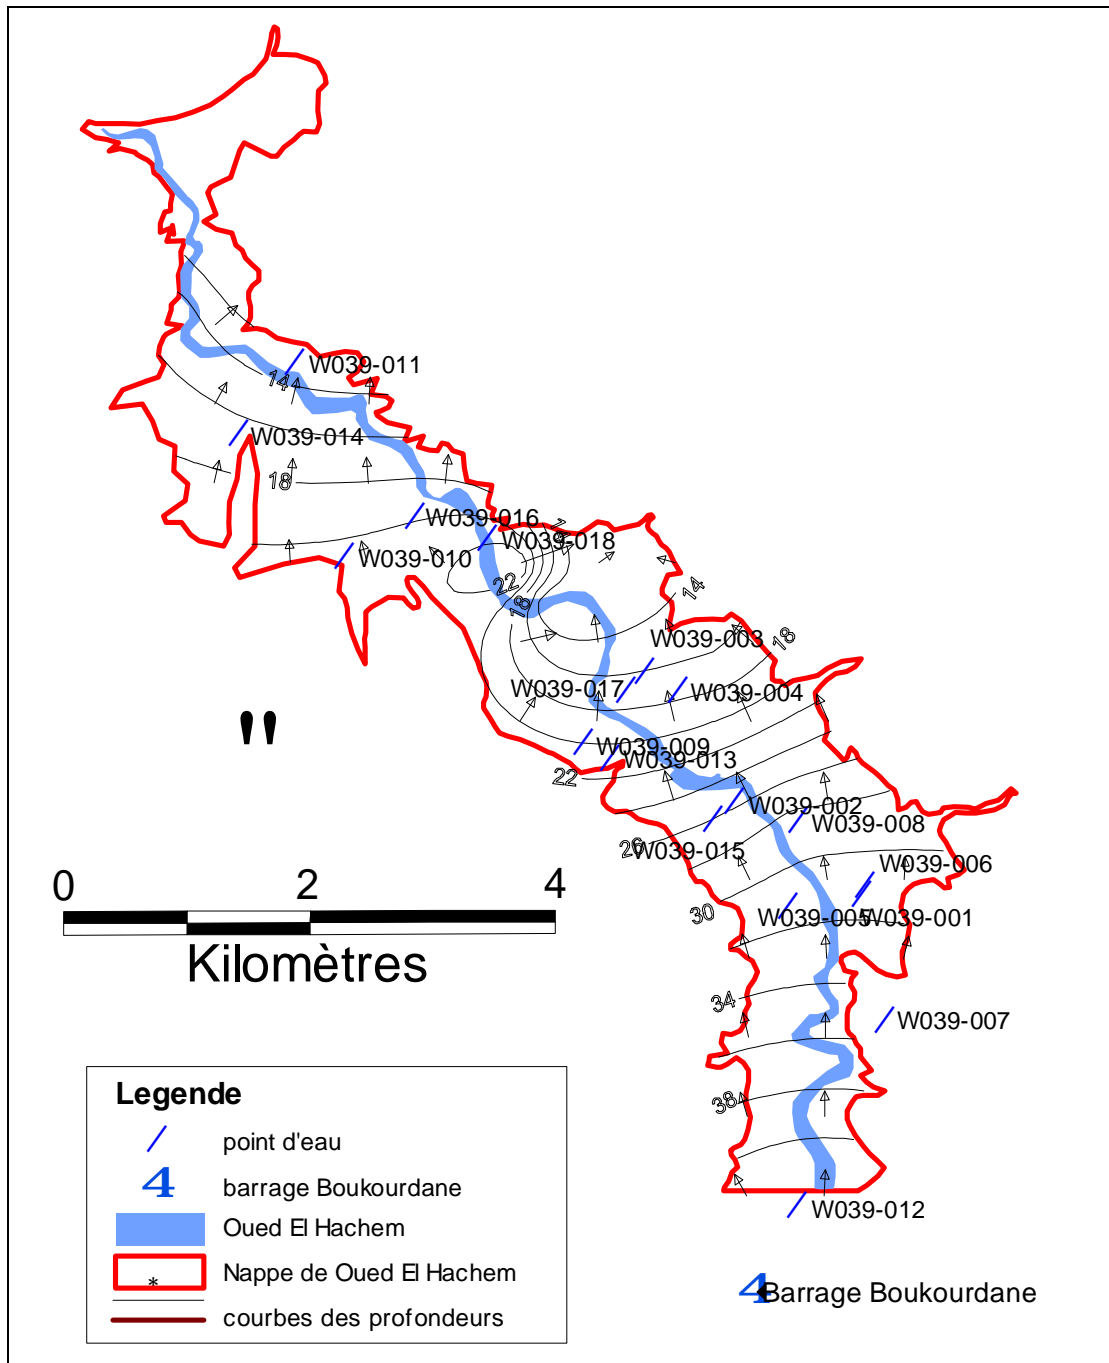 W039-011
14
W039-014
18
W039-016
W039-018
W039-010
22
18
14
W039-003
18
W039-017
W039-004
"
W039-009
W039-013
22
W039-002
W039-008
26
W039-015
W039-006
0 2 4
30
W039-005
W039-001
Kilomètres
34
W039-007
Legende
38
point d'eau
4 barrage Boukourdane
W039-012
Oued El Hachem
* Nappe de Oued El Hachem
4 Barrage Boukourdane
courbes des profondeurs